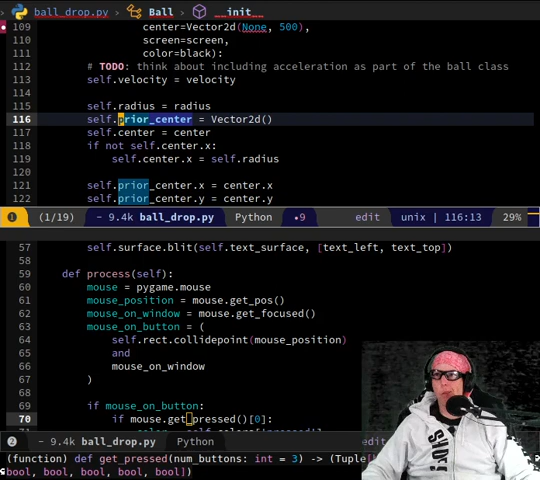 ball_drop.py > Ball > __init__
109 center=Vector2d(None, 500),
110 screen=screen,
111 color=black):
112 # TODO: think about including acceleration as part of the ball class
113 self.velocity = velocity
114
115 self.radius = radius
116 self.prior_center = Vector2d()
117 self.center = center
118 if not self.center.x:
119 self.center.x = self.radius
120
121 self.prior_center.x = center.x
122 self.prior_center.y = center.y
1 (1/19) - 9.4k ball_drop.py Python •9 edit unix | 116:13 29%
57 self.surface.blit(self.text_surface, [text_left, text_top])
58
59 def process(self):
60 mouse = pygame.mouse
61 mouse_position = mouse.get_pos()
62 mouse_on_window = mouse.get_focused()
63 mouse_on_button = (
64 self.rect.collidepoint(mouse_position)
65 and
66 mouse_on_window
67 )
68
69 if mouse_on_button:
70 if mouse.get_pressed()[0]:
2 - 9.4k ball_drop.py Python edit
(function) def get_pressed(num_buttons: int = 3) -> (Tuple[
bool, bool, bool, bool, bool])